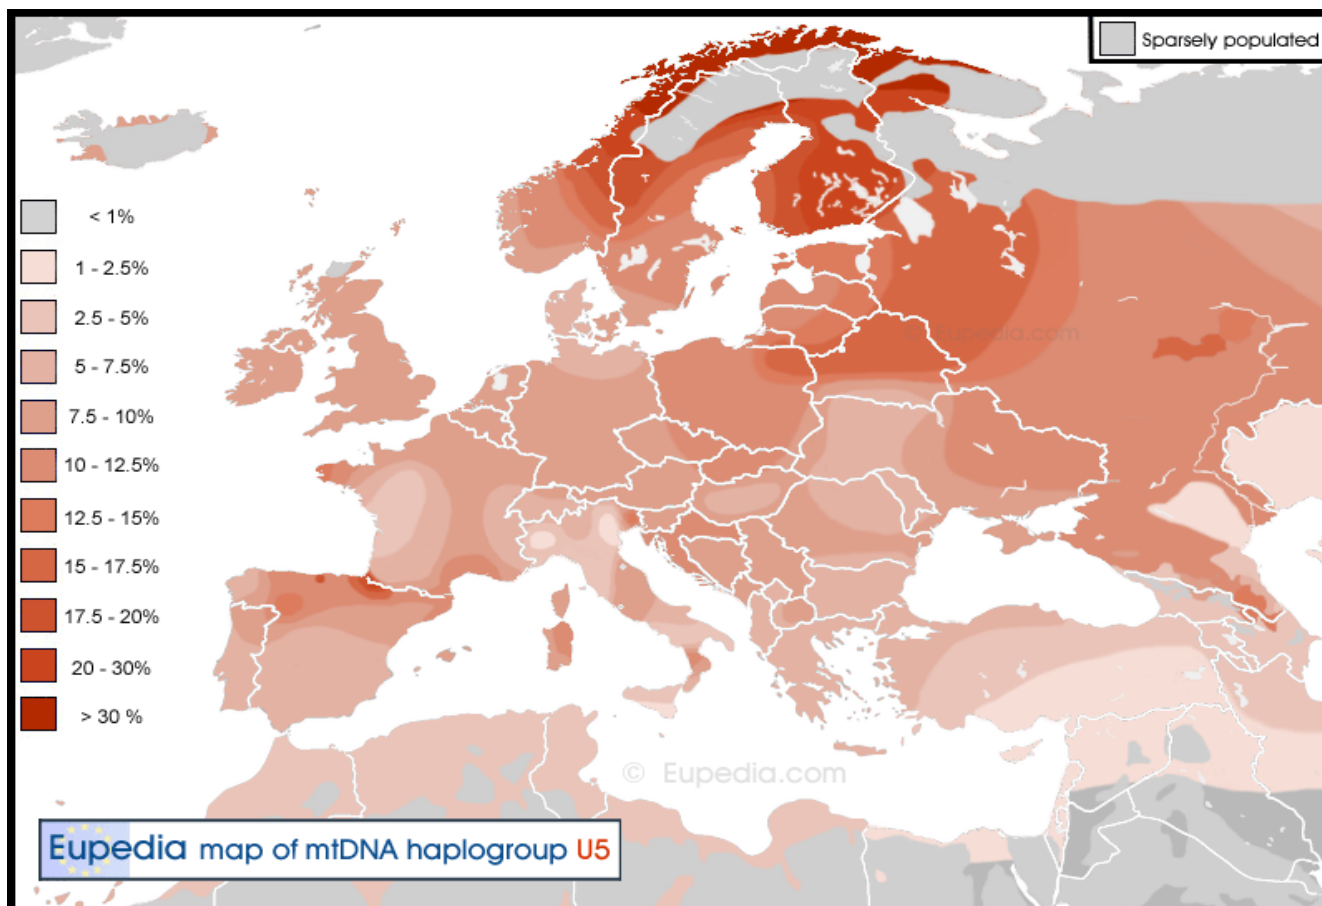 Sparsely populated
< 1%
1 - 2.5%
2.5 - 5%
5 - 7.5%
7.5 - 10%
10 - 12.5%
12.5 - 15%
15 - 17.5%
17.5 - 20%
20 - 30%
> 30 %
© Eupedia.com
© Eupedia.com
Eupedia map of mtDNA haplogroup U5